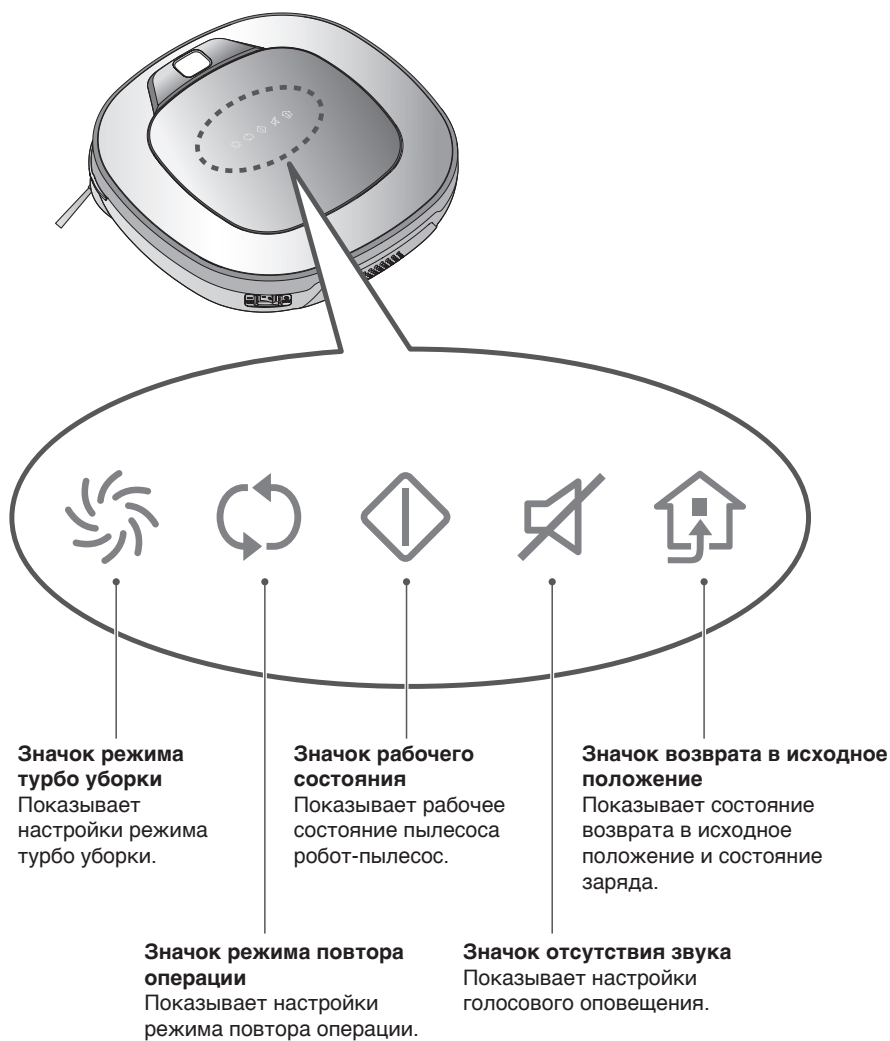 Значок режима
турбо уборки
Показывает
настройки режима
турбо уборки.
Значок рабочего
состояния
Показывает рабочее
состояние пылесоса
робот-пылесос.
Значок возврата в исходное
положение
Показывает состояние
возврата в исходное
положение и состояние
заряда.
Значок режима повтора
операции
Показывает настройки
режима повтора операции.
Значок отсутствия звука
Показывает настройки
голосового оповещения.